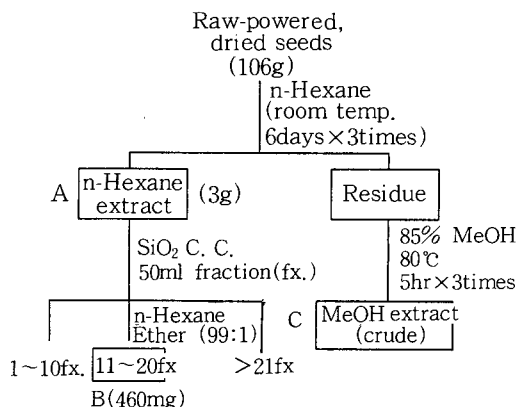 Raw-powered,
dried seeds
(106g)
n-Hexane
(room temp.
6days×3times)
A n-Hexane extract (3g)
Residue
SiO₂ C. C.
50ml fraction(fx.)
85% MeOH
80℃
5hr×3times
n-Hexane
Ether (99:1)
C MeOH extract
(crude)
1~10fx. 11~20fx >21fx
B(460mg)